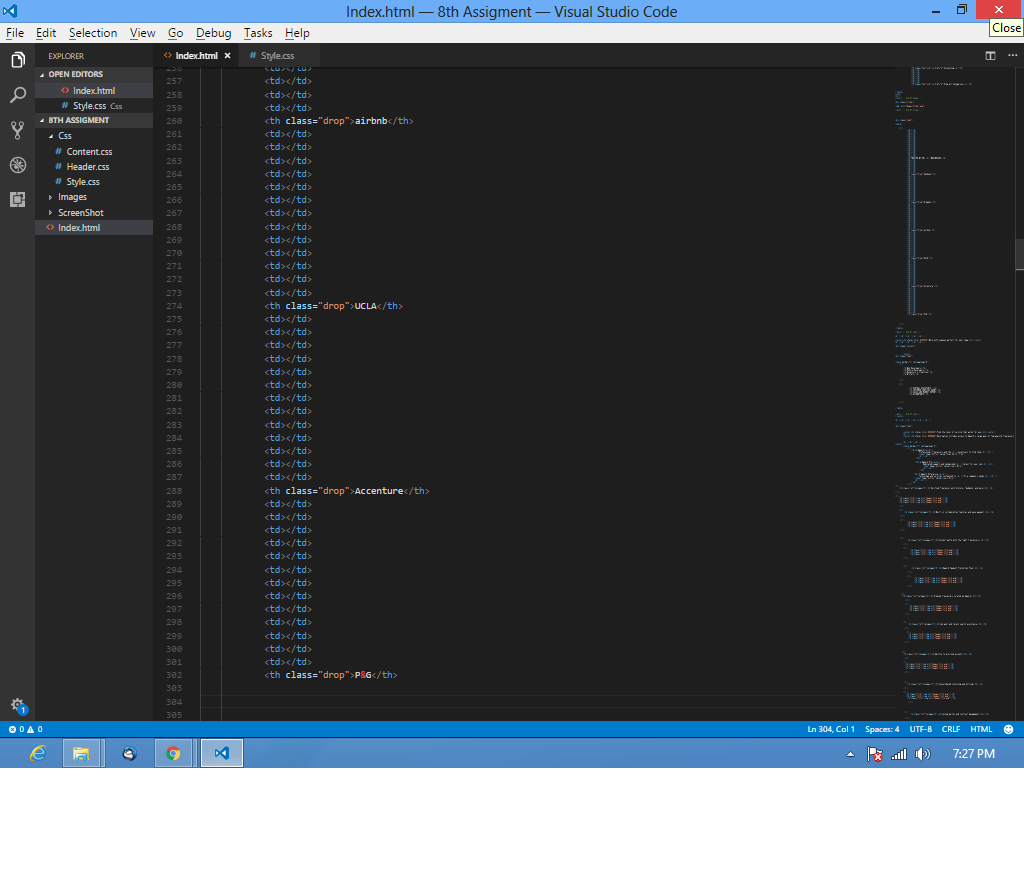 Index.html — 8th Assigment — Visual Studio Code
Close
File Edit Selection View Go Debug Tasks Help
EXPLORER
OPEN EDITORS
Index.html
Style.css Css
8TH ASSIGMENT
Css
Content.css
Header.css
Style.css
Images
ScreenShot
Index.html
Index.html Style.css
256 <td></td>
257 <td></td>
258 <td></td>
259 <td></td>
260 <th class="drop">airbnb</th>
261 <td></td>
262 <td></td>
263 <td></td>
264 <td></td>
265 <td></td>
266 <td></td>
267 <td></td>
268 <td></td>
269 <td></td>
270 <td></td>
271 <td></td>
272 <td></td>
273 <td></td>
274 <th class="drop">UCLA</th>
275 <td></td>
276 <td></td>
277 <td></td>
278 <td></td>
279 <td></td>
280 <td></td>
281 <td></td>
282 <td></td>
283 <td></td>
284 <td></td>
285 <td></td>
286 <td></td>
287 <td></td>
288 <th class="drop">Accenture</th>
289 <td></td>
290 <td></td>
291 <td></td>
292 <td></td>
293 <td></td>
294 <td></td>
295 <td></td>
296 <td></td>
297 <td></td>
298 <td></td>
299 <td></td>
300 <td></td>
301 <td></td>
302 <th class="drop">P&G</th>
303
304
305
1
0 0 Ln 304, Col 1 Spaces: 4 UTF-8 CRLF HTML
7:27 PM